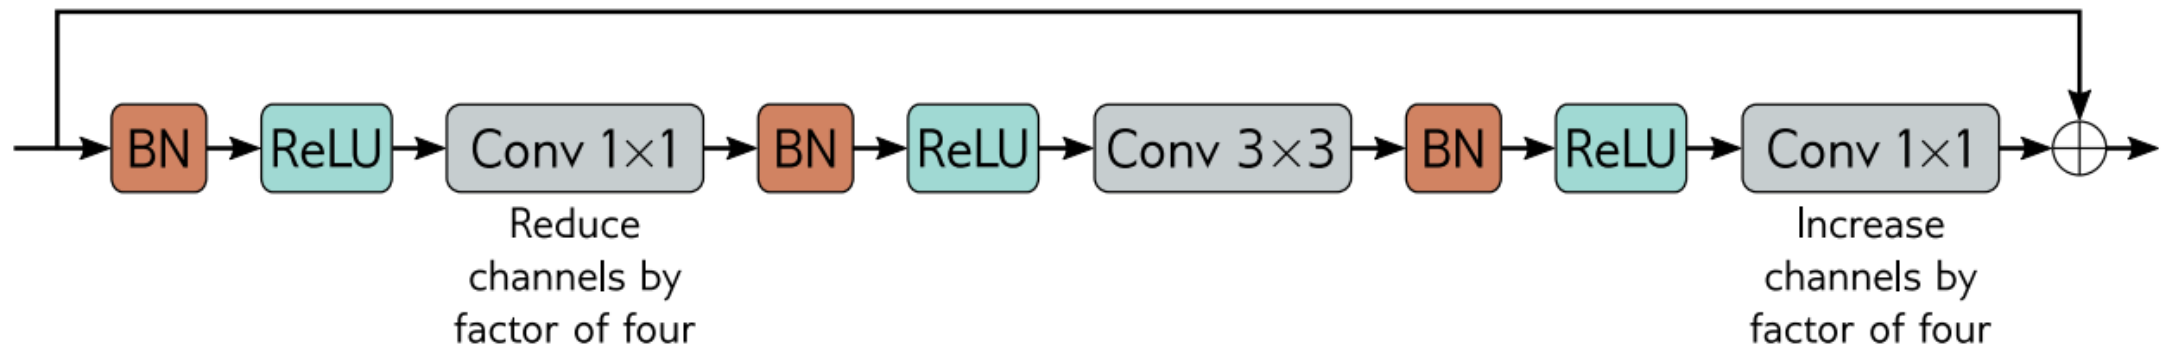 BN ReLU Conv 1×1 BN ReLU Conv 3×3 BN ReLU Conv 1×1
Reduce
channels by
factor of four
Increase
channels by
factor of four